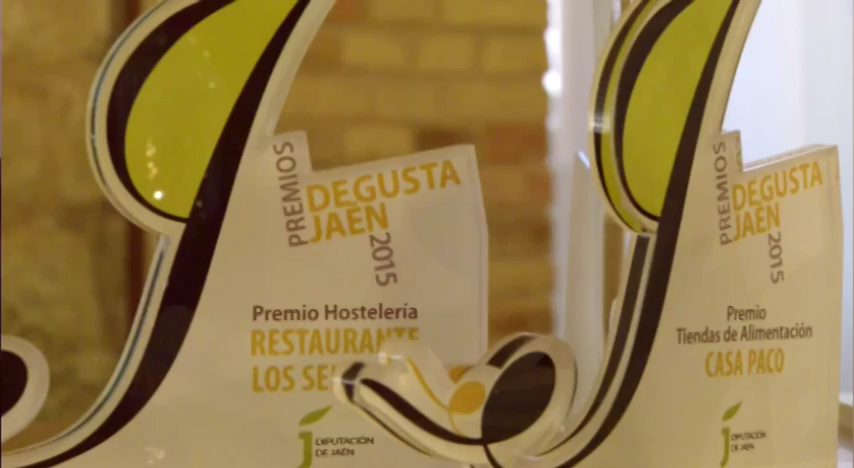 PREMIOS
DEGUSTA
JAÉN
2015
Premio Hostelería
RESTAURANTE
LOS
DIPUTACIÓN
DE JAÉN
PREMIOS
DEGUSTA
JAÉN
2015
Premio
Tiendas de Alimentación
CASA PACO
DIPUTACIÓN
DE JAÉN